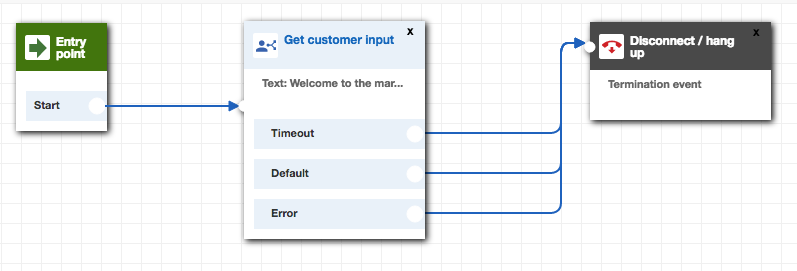 Entry
point
Start
Get customer input
x
Text: Welcome to the mar...
Timeout
Default
Error
Disconnect / hang
up
x
Termination event